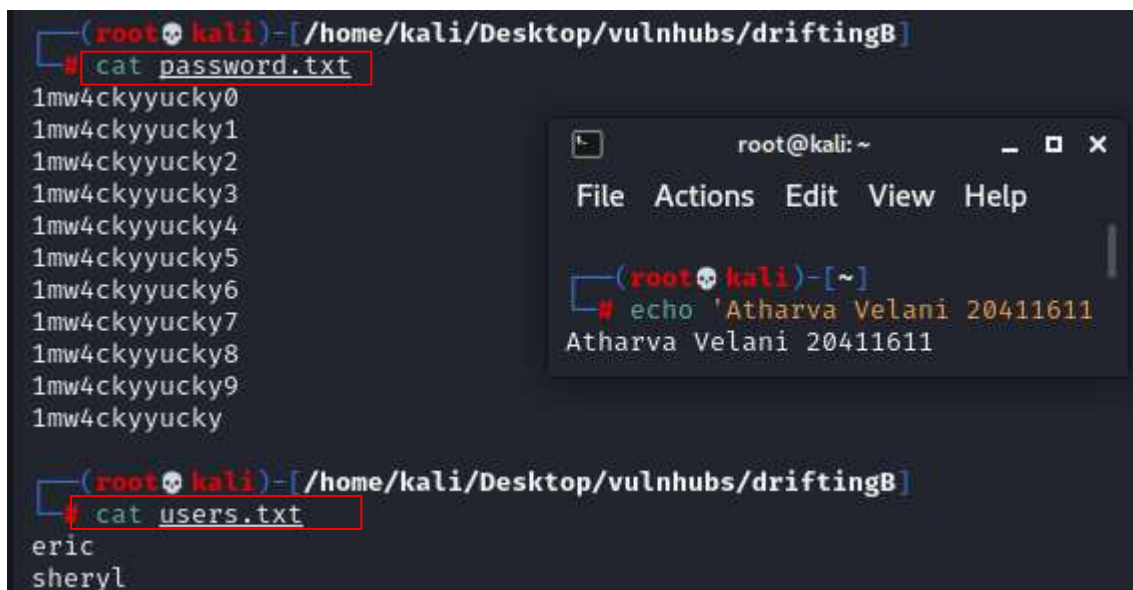 (root💀kali)-[/home/kali/Desktop/vulnhubs/driftingB]
# cat password.txt
1mw4ckyyucky0
1mw4ckyyucky1
1mw4ckyyucky2
1mw4ckyyucky3
1mw4ckyyucky4
1mw4ckyyucky5
1mw4ckyyucky6
1mw4ckyyucky7
1mw4ckyyucky8
1mw4ckyyucky9
1mw4ckyyucky
(root💀kali)-[/home/kali/Desktop/vulnhubs/driftingB]
# cat users.txt
eric
sheryl
root@kali: ~
File Actions Edit View Help
(root💀kali)-[~]
# echo 'Atharva Velani 20411611
Atharva Velani 20411611